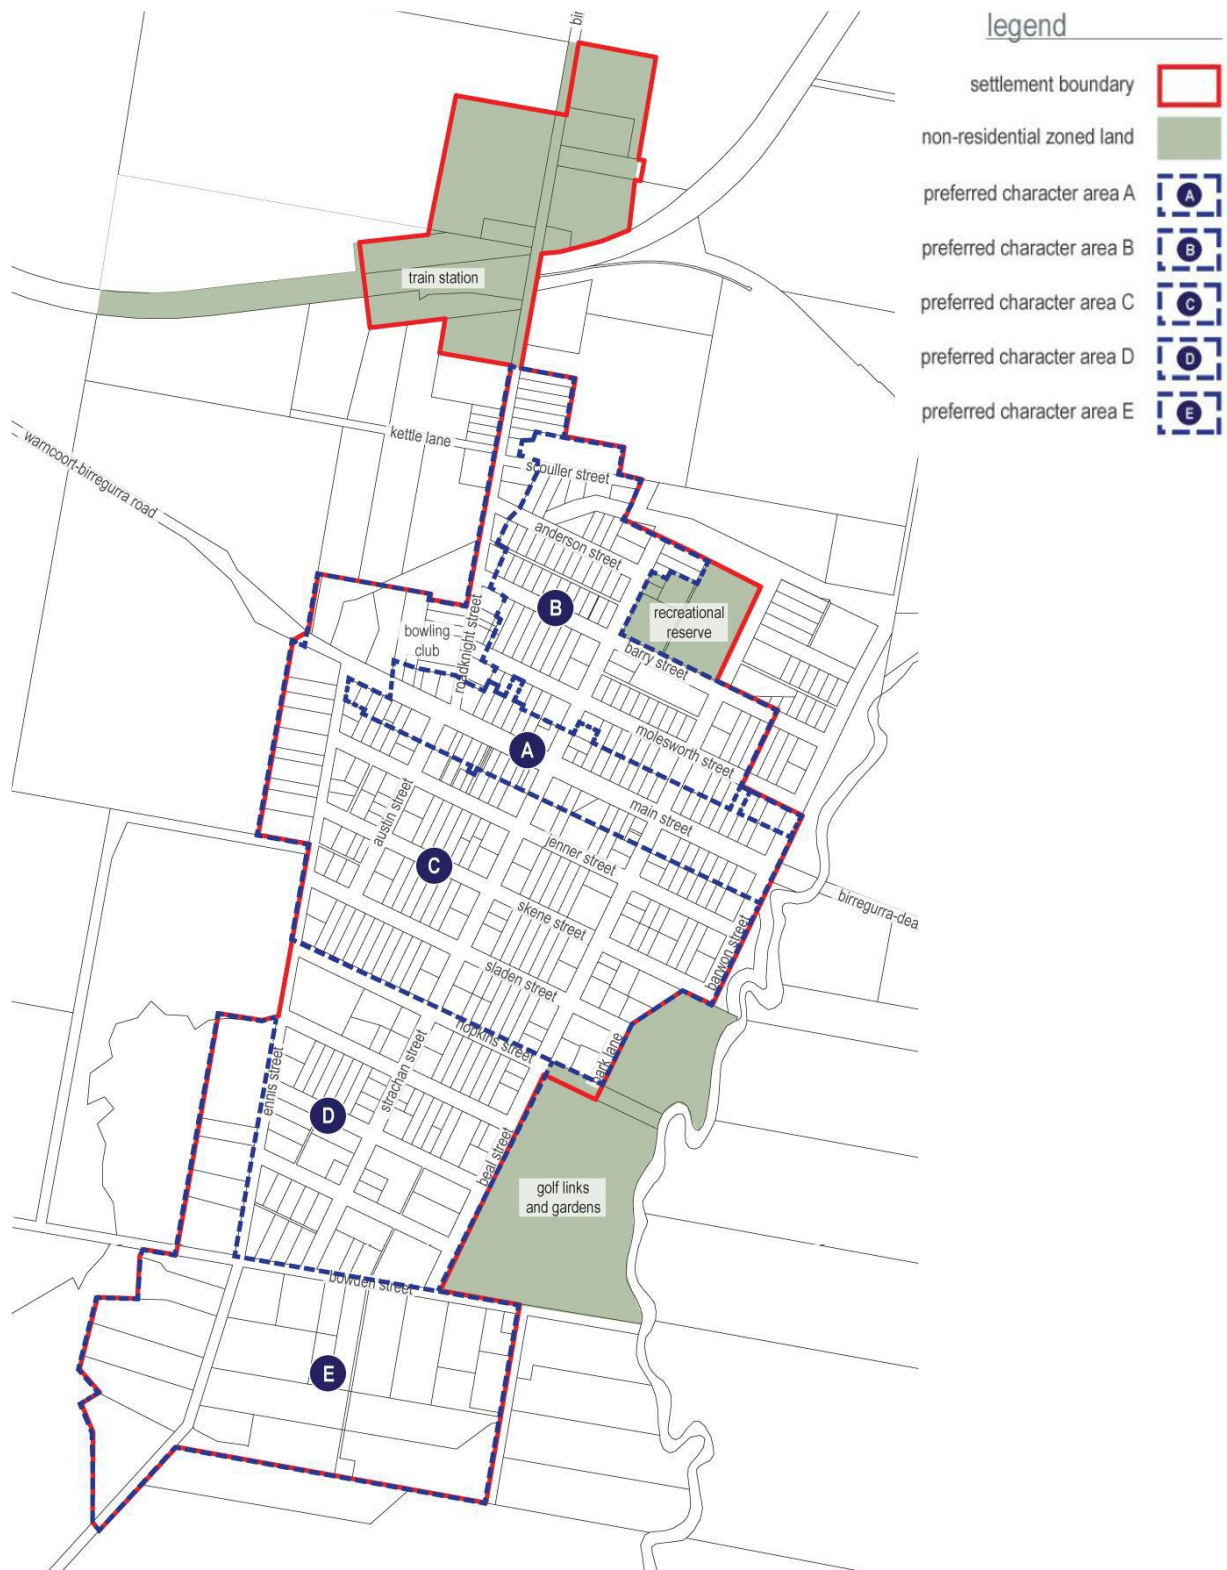 legend
settlement boundary
non-residential zoned land
preferred character area A
A
preferred character area B
B
preferred character area C
C
preferred character area D
D
preferred character area E
E
train station
kettle lane
warncoort-birregurra road
scouller street
anderson street
B
recreational
reserve
bowling
club
roadknight street
barry street
molesworth street
A
main street
austin street
jenner street
C
skene street
birregurra-dea
barwon street
sladen street
hopkins street
park lane
strachan street
ennis street
D
beal street
golf links
and gardens
bowden street
E